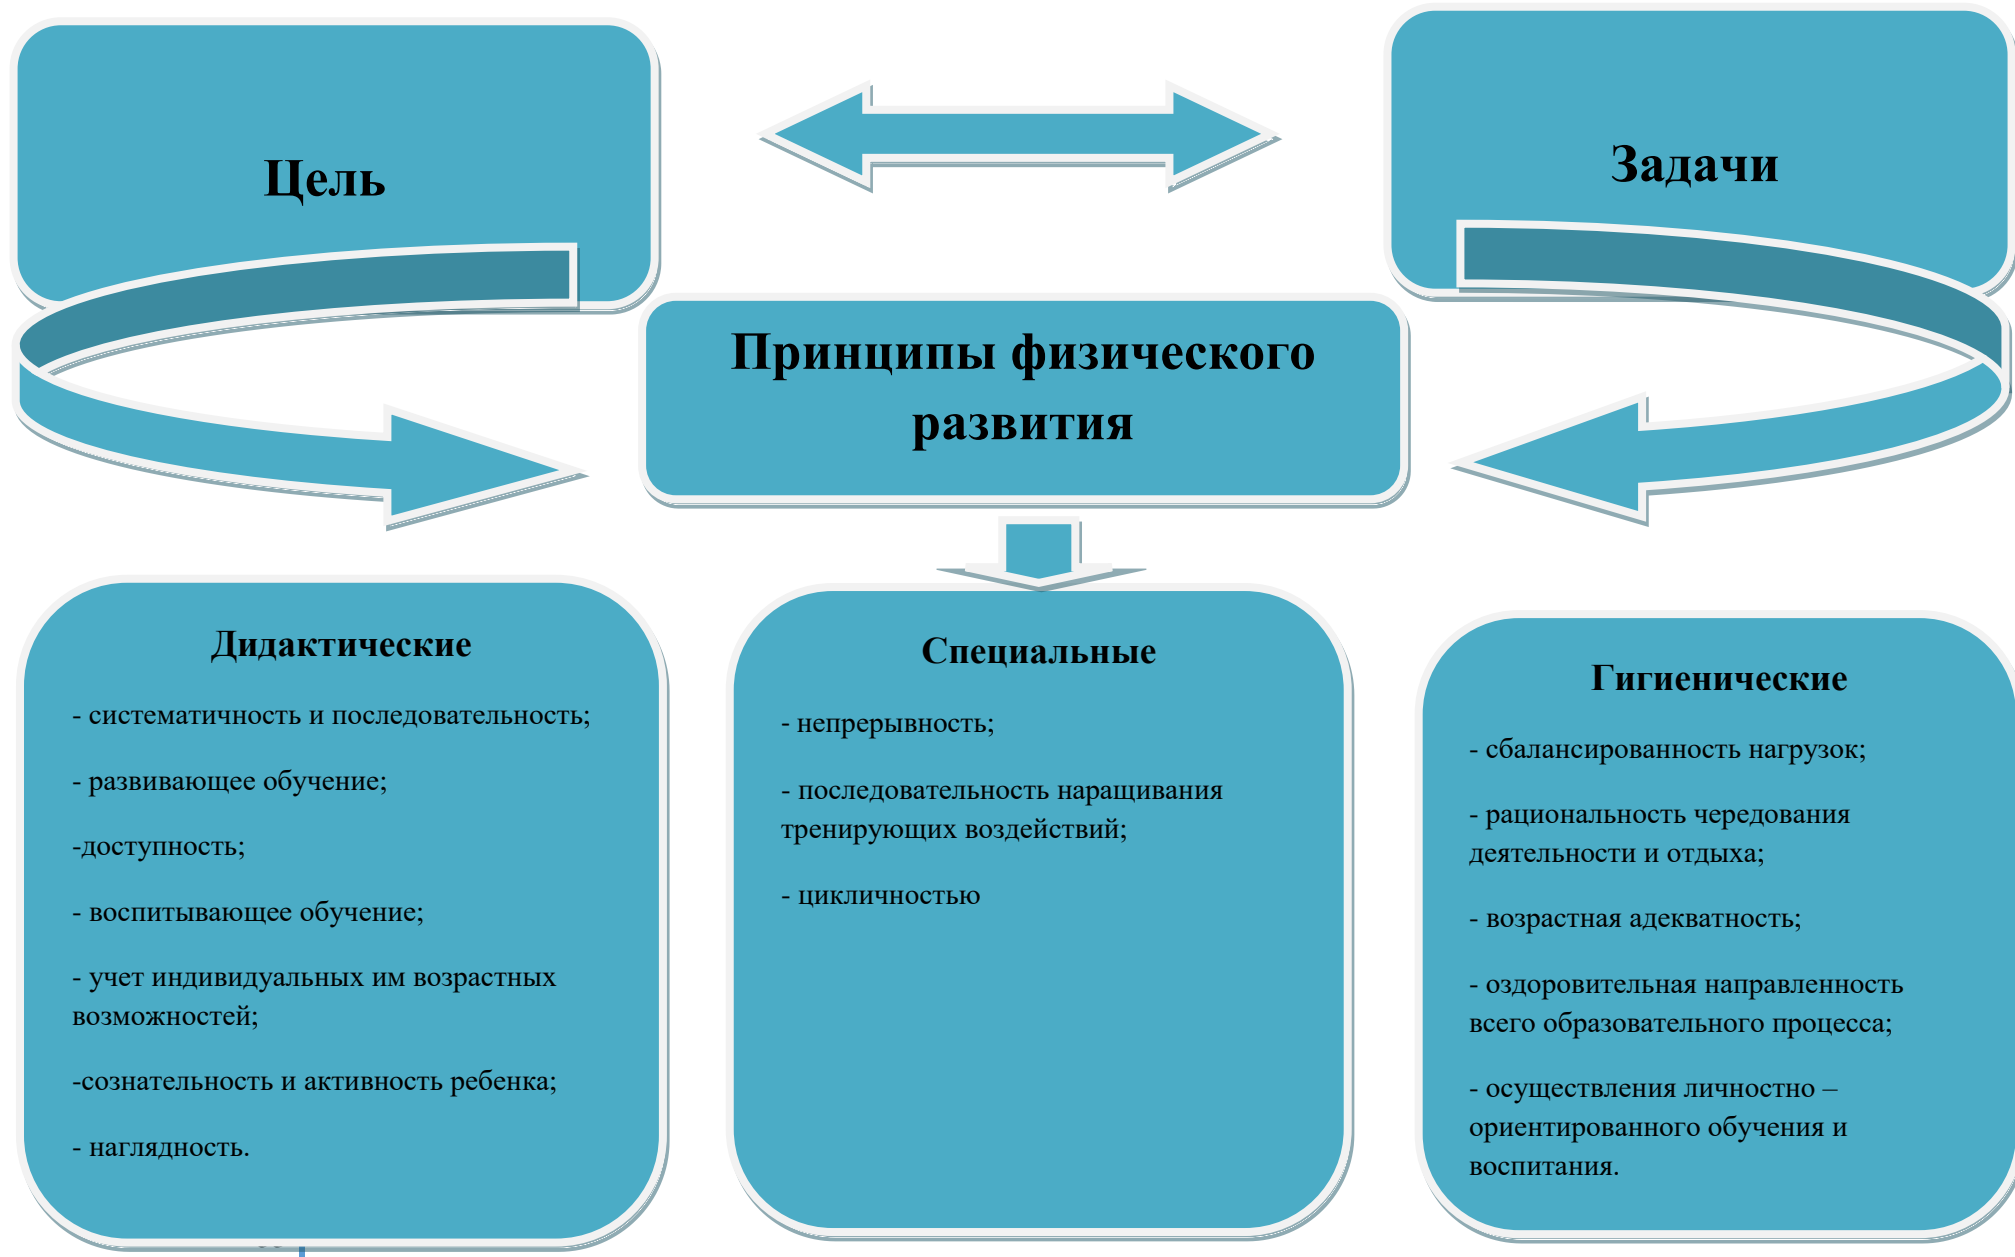 Цель
Задачи
Принципы физического
развития
Дидактические
- систематичность и последовательность;
- развивающее обучение;
-доступность;
- воспитывающее обучение;
- учет индивидуальных им возрастных
возможностей;
-сознательность и активность ребенка;
- наглядность.
Специальные
- непрерывность;
- последовательность наращивания
тренирующих воздействий;
- цикличностью
Гигиенические
- сбалансированность нагрузок;
- рациональность чередования
деятельности и отдыха;
- возрастная адекватность;
- оздоровительная направленность
всего образовательного процесса;
- осуществления личностно –
ориентированного обучения и
воспитания.